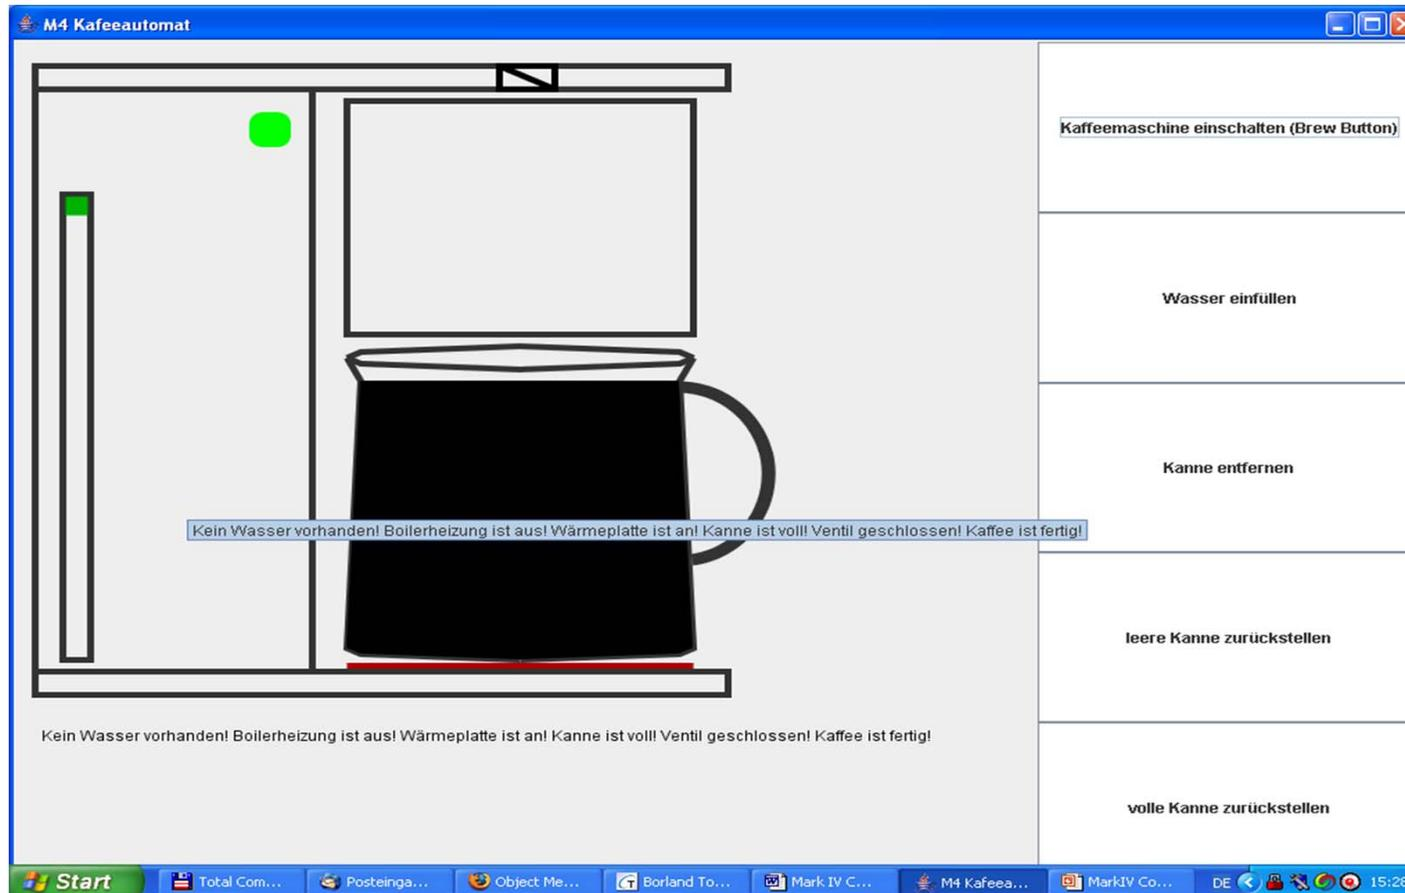 M4 Kafeeautomat
Kaffeemaschine einschalten (Brew Button)
Wasser einfüllen
Kanne entfernen
Kein Wasser vorhanden! Boilerheizung ist aus! Wärmeplatte ist an! Kanne ist voll! Ventil geschlossen! Kaffee ist fertig!
leere Kanne zurückstellen
Kein Wasser vorhanden! Boilerheizung ist aus! Wärmeplatte ist an! Kanne ist voll! Ventil geschlossen! Kaffee ist fertig!
volle Kanne zurückstellen
Start Total Com... Posteinga... Object Me... Borland To... Mark IV C... M4 Kafeea... MarkIV Co... DE 15:28